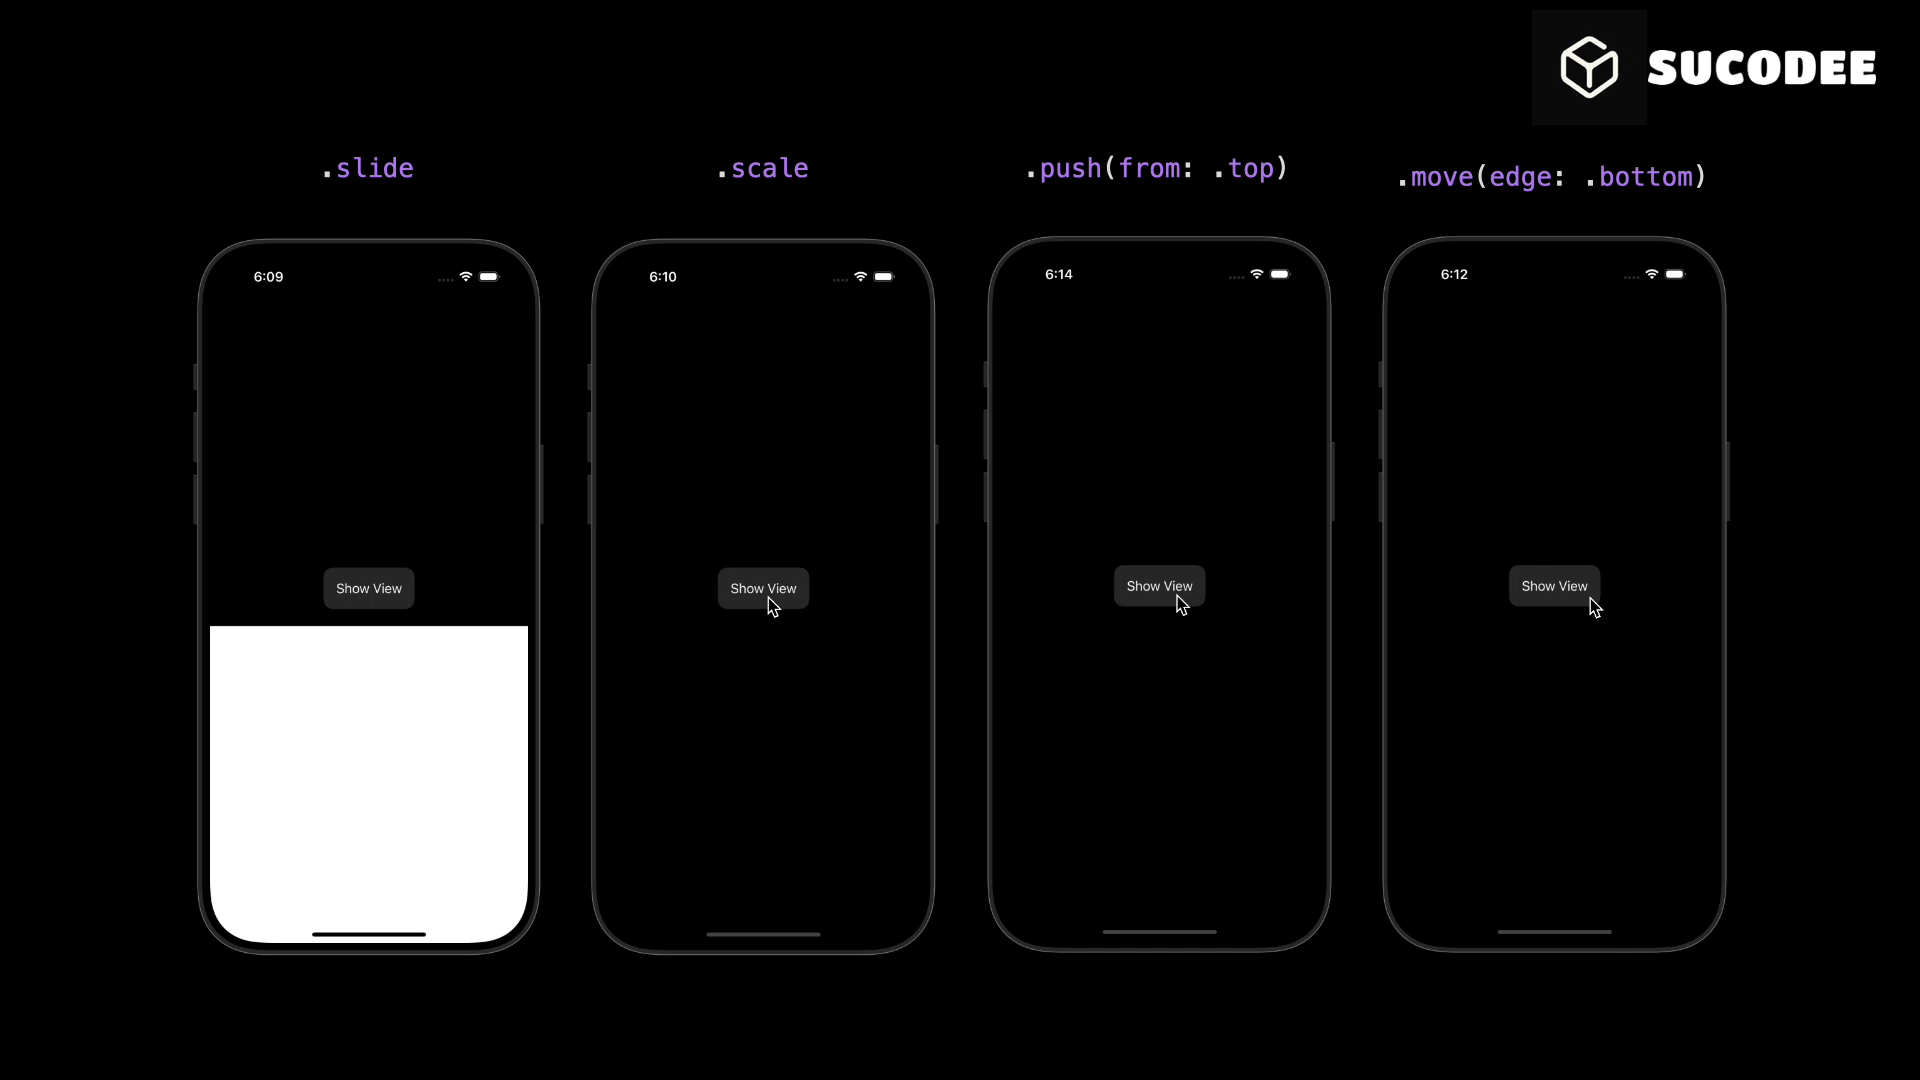 SUCODEE
.slide
.scale
.push(from: .top)
.move(edge: .bottom)
6:09
6:10
6:14
6:12
Show View
Show View
Show View
Show View